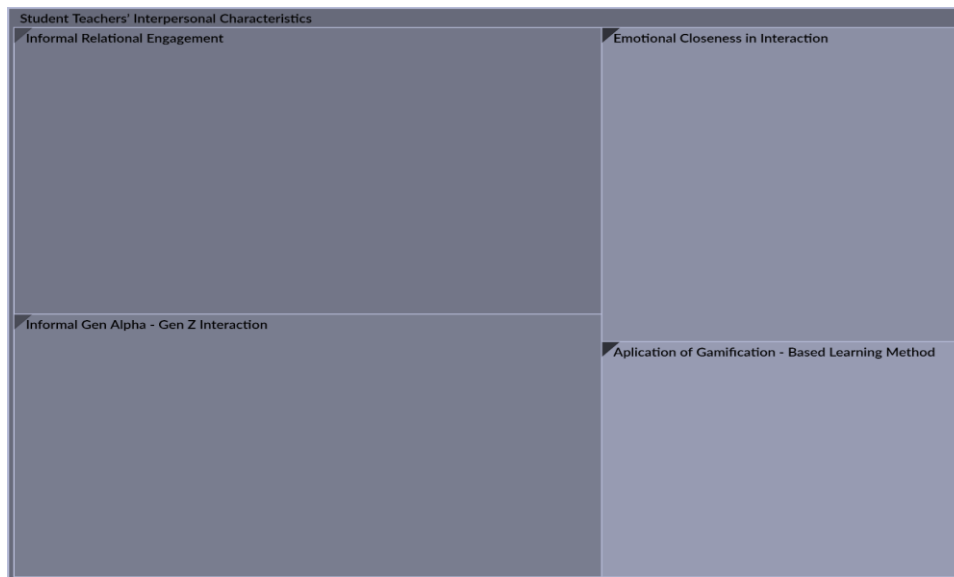 Student Teachers' Interpersonal Characteristics
Informal Relational Engagement
Emotional Closeness in Interaction
Informal Gen Alpha - Gen Z Interaction
Aplication of Gamification - Based Learning Method